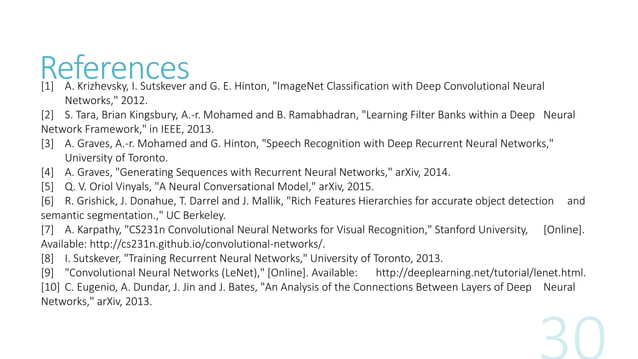 References
[1] A. Krizhevsky, I. Sutskever and G. E. Hinton, "ImageNet Classification with Deep Convolutional Neural
Networks," 2012.
[2] S. Tara, Brian Kingsbury, A.-r. Mohamed and B. Ramabhadran, "Learning Filter Banks within a Deep Neural
Network Framework," in IEEE, 2013.
[3] A. Graves, A.-r. Mohamed and G. Hinton, "Speech Recognition with Deep Recurrent Neural Networks,"
University of Toronto.
[4] A. Graves, "Generating Sequences with Recurrent Neural Networks," arXiv, 2014.
[5] Q. V. Oriol Vinyals, "A Neural Conversational Model," arXiv, 2015.
[6] R. Grishick, J. Donahue, T. Darrel and J. Mallik, "Rich Features Hierarchies for accurate object detection and
semantic segmentation.," UC Berkeley.
[7] A. Karpathy, "CS231n Convolutional Neural Networks for Visual Recognition," Stanford University, [Online].
Available: http://cs231n.github.io/convolutional-networks/.
[8] I. Sutskever, "Training Recurrent Neural Networks," University of Toronto, 2013.
[9] "Convolutional Neural Networks (LeNet)," [Online]. Available: http://deeplearning.net/tutorial/lenet.html.
[10] C. Eugenio, A. Dundar, J. Jin and J. Bates, "An Analysis of the Connections Between Layers of Deep Neural
Networks," arXiv, 2013.
30